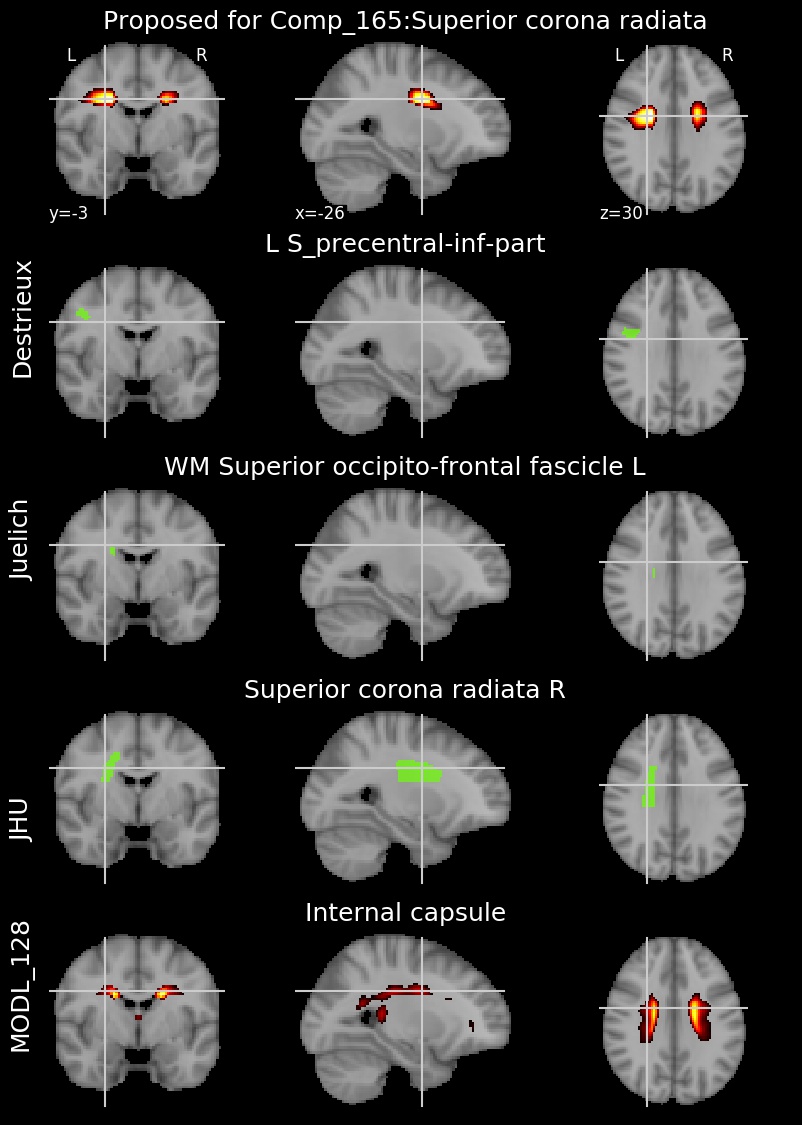 Proposed for Comp_165:Superior corona radiata
L R
L R
y=-3
x=-26
z=30
L S_precentral-inf-part
Destrieux
WM Superior occipito-frontal fascicle L
Juelich
Superior corona radiata R
JHU
Internal capsule
MODL_128